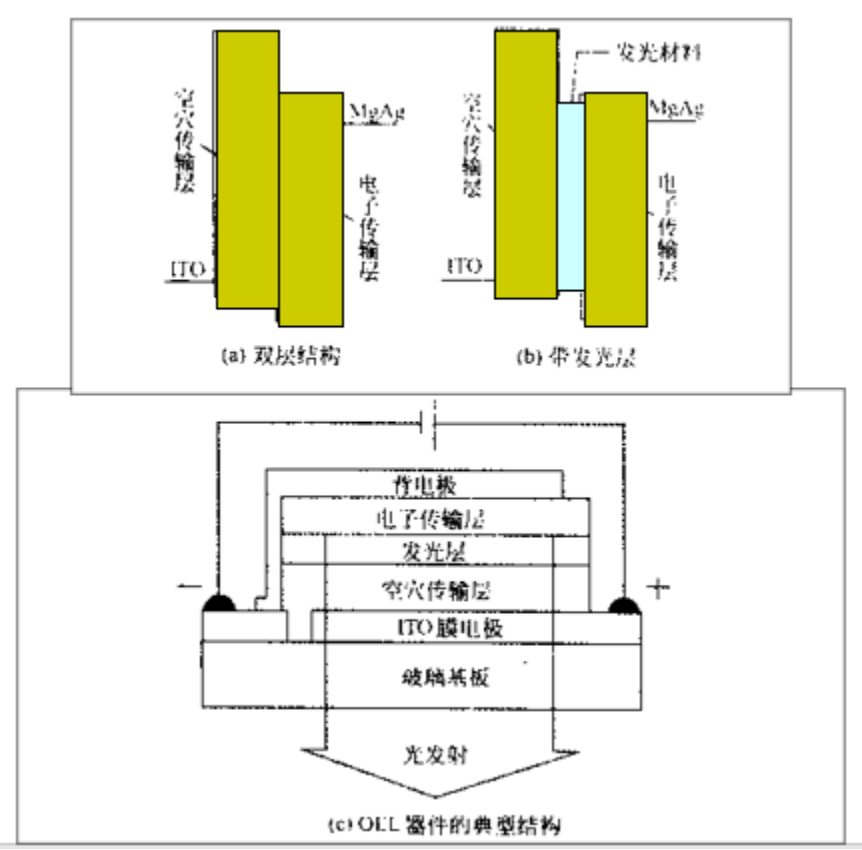 空穴传输层
MgAg
电子传输层
ITO
(a) 双层结构
发光材料
空穴传输层
MgAg
电子传输层
ITO
(b) 带发光层
背电极
电子传输层
发光层
空穴传输层
− +
ITO膜电极
玻璃基板
光发射
(c) OEL 器件的典型结构